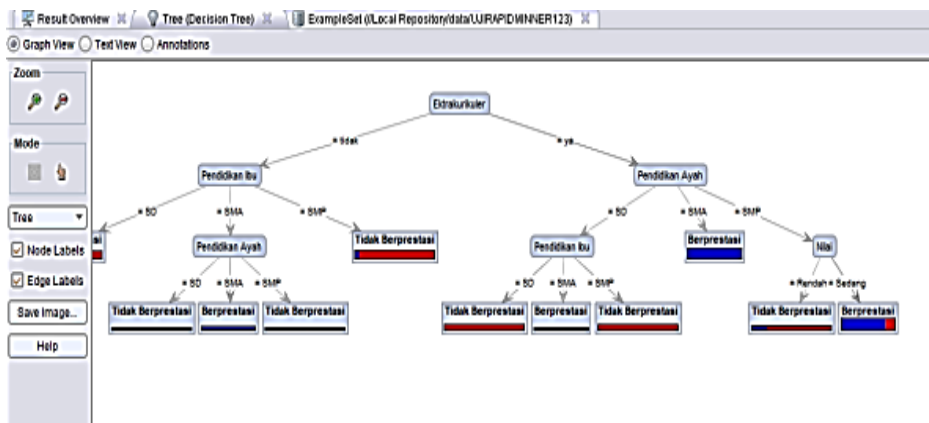 Result Overview Tree (Decision Tree) ExampleSet (//Local Repository/data/UJIRAPIDMINNER123)
Graph View Text View Annotations
Zoom
Mode
Tree
Node Labels
Edge Labels
Save Image...
Help
Ektrakurikuler
= tidak = ya
Pendidikan Ibu Pendidikan Ayah
= SD = SMA = SMP = SD = SMA = SMP
si Pendidikan Ayah Tidak Berprestasi Pendidikan Ibu Berprestasi Nilai
= SD = SMA = SMP = SD = SMA = SMP = Rendah = Sedang
Tidak Berprestasi Berprestasi Tidak Berprestasi Tidak Berprestasi Berprestasi Tidak Berprestasi Tidak Berprestasi Berprestasi